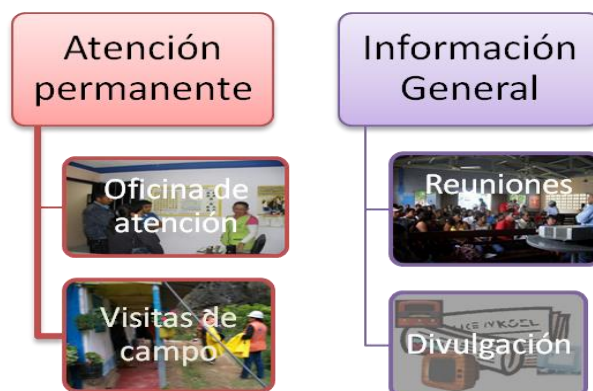 Atención
permanente
Oficina de
atención
Visitas de
campo
Información
General
Reuniones
Divulgación